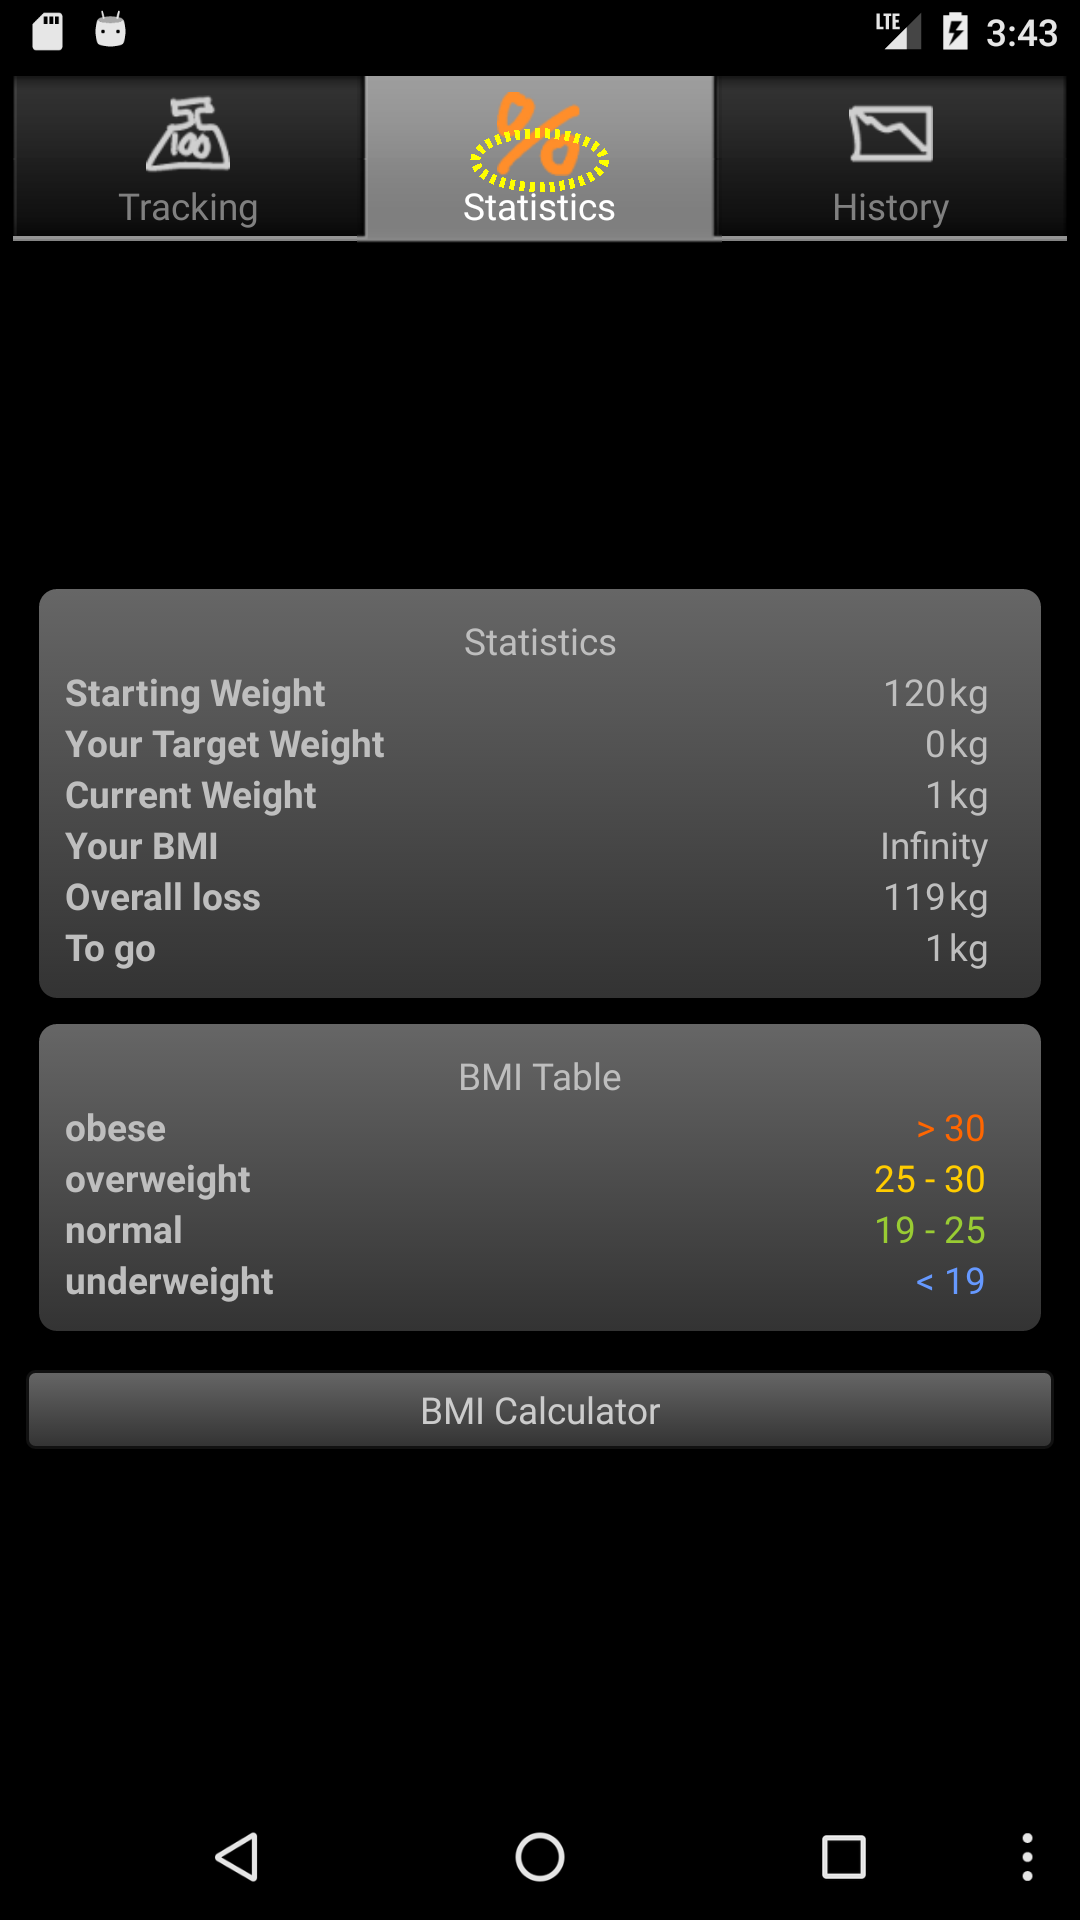 LTE 3:43
100
Tracking Statistics History
Statistics
Starting Weight 120kg
Your Target Weight 0kg
Current Weight 1kg
Your BMI Infinity
Overall loss 119kg
To go 1kg
BMI Table
obese > 30
overweight 25 - 30
normal 19 - 25
underweight < 19
BMI Calculator